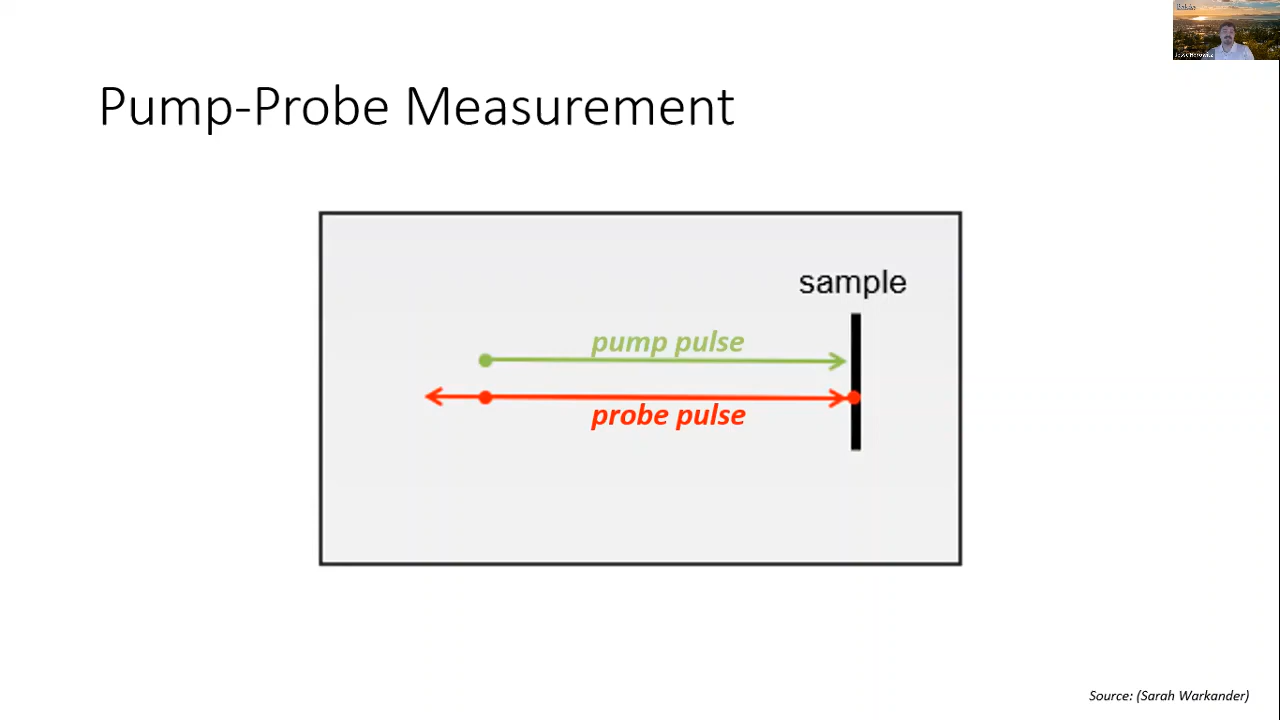 Pump-Probe Measurement
sample
pump pulse
probe pulse
Source: (Sarah Warkander)